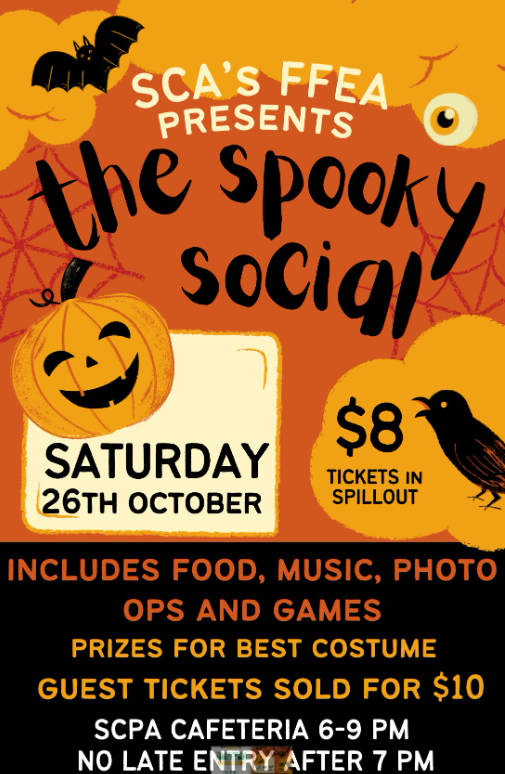 SCA'S FFEA
PRESENTS
the spooky
social
SATURDAY
26TH OCTOBER
$8
TICKETS IN
SPILLOUT
INCLUDES FOOD, MUSIC, PHOTO
OPS AND GAMES
PRIZES FOR BEST COSTUME
GUEST TICKETS SOLD FOR $10
SCPA CAFETERIA 6-9 PM
NO LATE ENTRY AFTER 7 PM